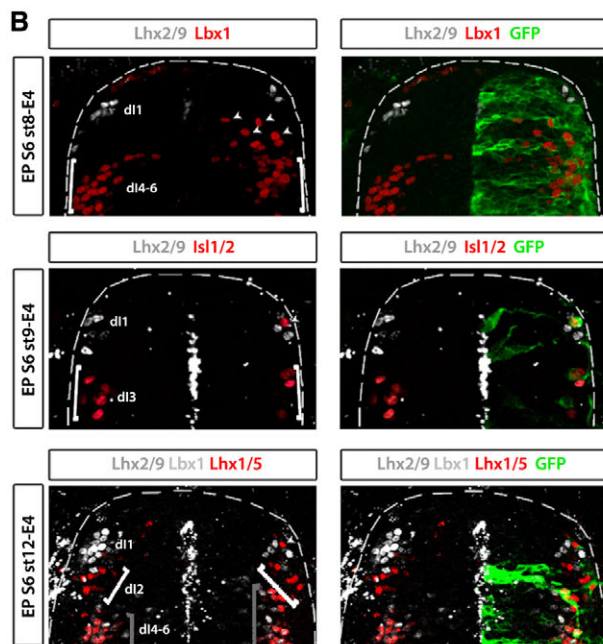 B
Lhx2/9 Lbx1
Lhx2/9 Lbx1 GFP
EP S6 st8-E4
dI1
dI4-6
Lhx2/9 Isl1/2
Lhx2/9 Isl1/2 GFP
EP S6 st9-E4
dI1
dI3
Lhx2/9 Lbx1 Lhx1/5
Lhx2/9 Lbx1 Lhx1/5 GFP
EP S6 st12-E4
dI1
dI2
dI4-6